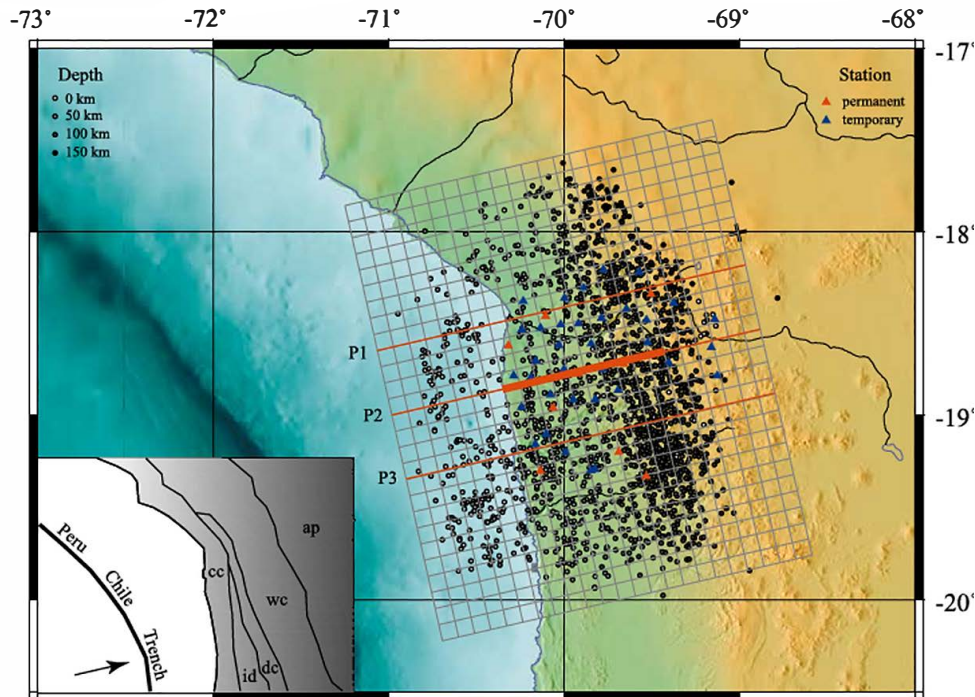 -73° -72° -71° -70° -69° -68°
-17°
Depth
0 km
50 km
100 km
150 km
Station
permanent
temporary
-18°
P1
P2
-19°
P3
ap
Peru
Chile
Trench
cc
wc
dc
id
-20°